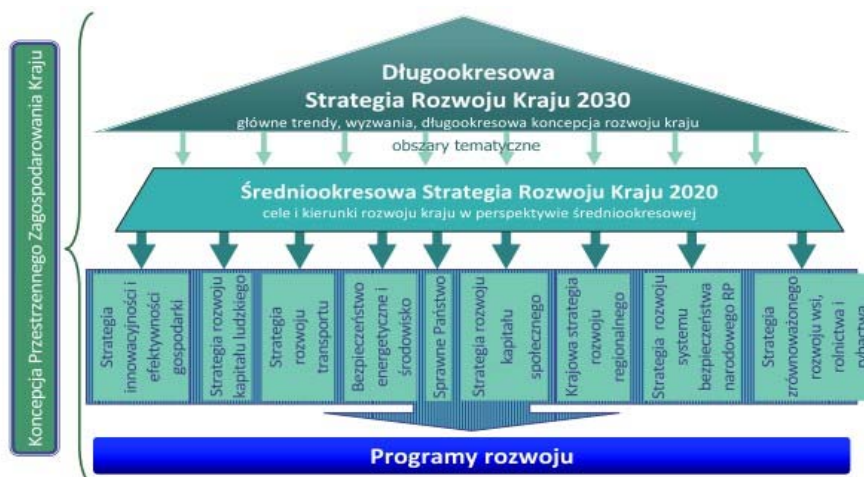 Koncepcja Przestrzennego Zagospodarowania Kraju
Długookresowa
Strategia Rozwoju Kraju 2030
główne trendy, wyzwania, długookresowa koncepcja rozwoju kraju
obszary tematyczne
Średniookresowa Strategia Rozwoju Kraju 2020
cele i kierunki rozwoju kraju w perspektywie średniookresowej
Strategia
innowacyjności i
efektywności
gospodarki
Strategia rozwoju
kapitału ludzkiego
Strategia
rozwoju
transportu
Bezpieczeństwo
energetyczne i
środowisko
Sprawne Państwo
Strategia rozwoju
kapitału
społecznego
Krajowa strategia
rozwoju
regionalnego
Strategia rozwoju
systemu
bezpieczeństwa
narodowego RP
Strategia
zrównoważonego
rozwoju wsi,
rolnictwa i
Programy rozwoju